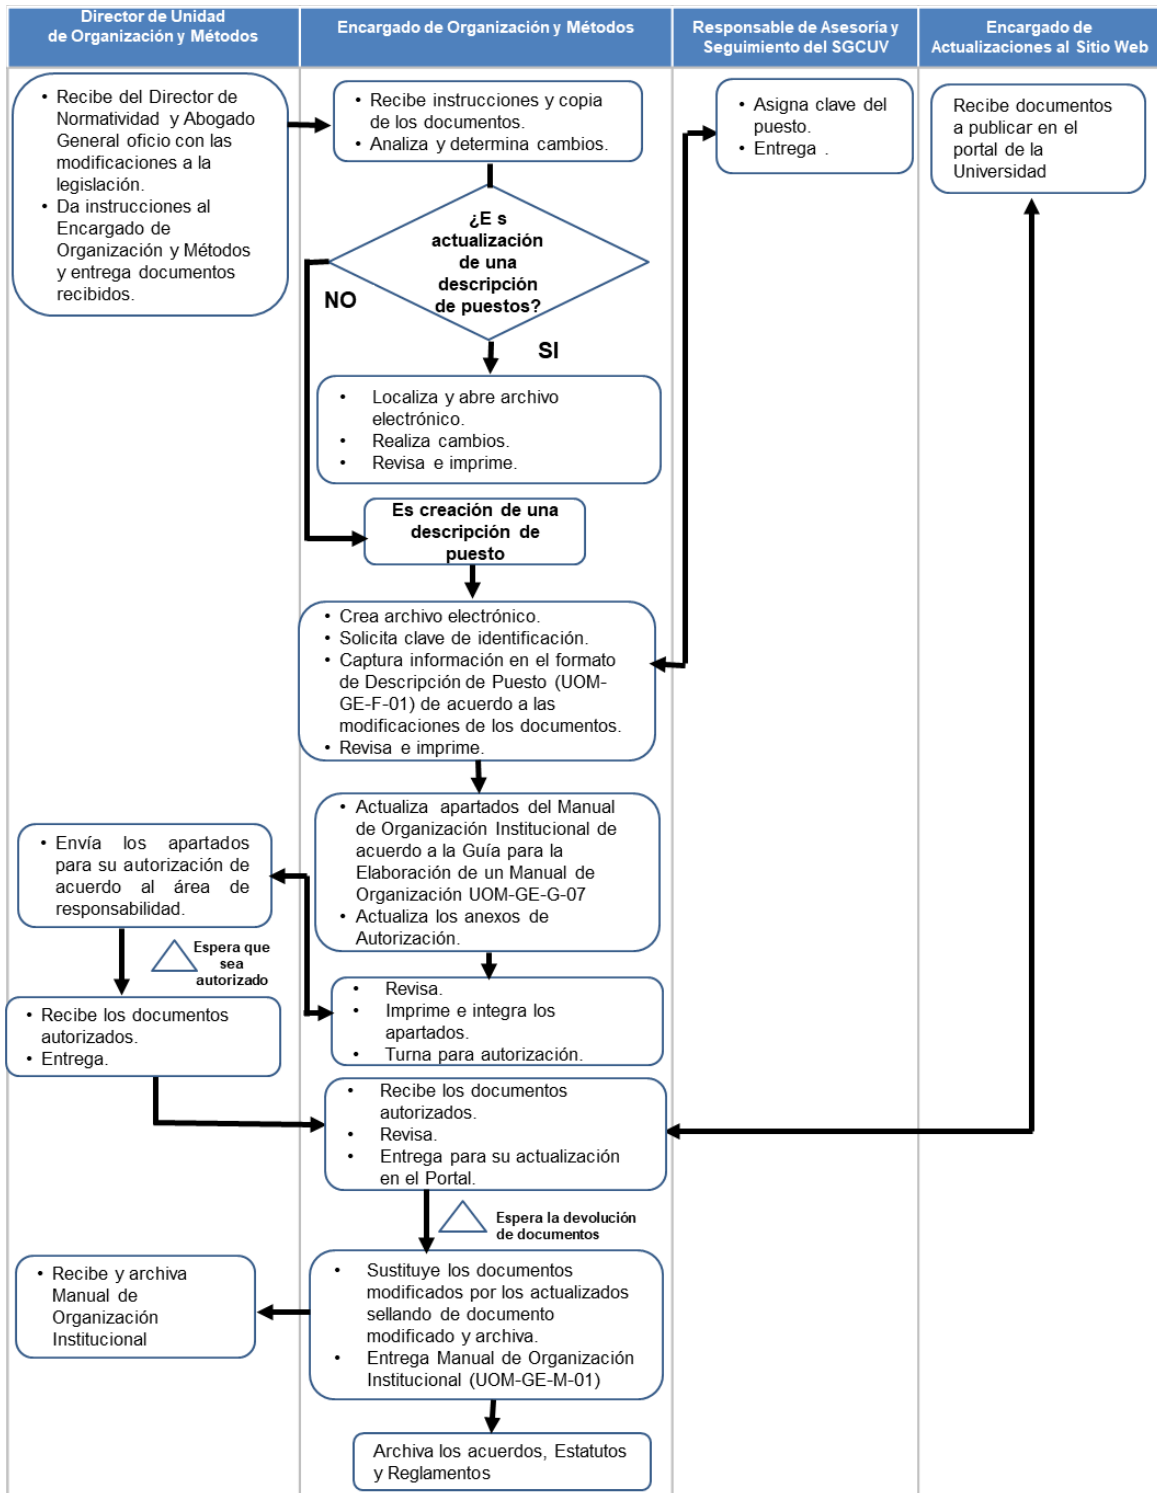 Director de Unidad
de Organización y Métodos
Encargado de Organización y Métodos
Responsable de Asesoría y
Seguimiento del SGCUV
Encargado de
Actualizaciones al Sitio Web
• Recibe del Director de
Normatividad y Abogado
General oficio con las
modificaciones a la
legislación.
• Da instrucciones al
Encargado de
Organización y Métodos
y entrega documentos
recibidos.
• Recibe instrucciones y copia
de los documentos.
• Analiza y determina cambios.
• Asigna clave del
puesto.
• Entrega .
Recibe documentos
a publicar en el
portal de la
Universidad
¿E s
actualización
de una
descripción
de puestos?
NO
SI
• Localiza y abre archivo
electrónico.
• Realiza cambios.
• Revisa e imprime.
Es creación de una
descripción de
puesto
• Crea archivo electrónico.
• Solicita clave de identificación.
• Captura información en el formato
de Descripción de Puesto (UOM-
GE-F-01) de acuerdo a las
modificaciones de los documentos.
• Revisa e imprime.
• Actualiza apartados del Manual
de Organización Institucional de
acuerdo a la Guía para la
Elaboración de un Manual de
Organización UOM-GE-G-07
• Actualiza los anexos de
Autorización.
• Envía los apartados
para su autorización de
acuerdo al área de
responsabilidad.
Espera que
sea
autorizado
• Revisa.
• Imprime e integra los
apartados.
• Turna para autorización.
• Recibe los documentos
autorizados.
• Entrega.
• Recibe los documentos
autorizados.
• Revisa.
• Entrega para su actualización
en el Portal.
Espera la devolución
de documentos
• Sustituye los documentos
modificados por los actualizados
sellando de documento
modificado y archiva.
• Entrega Manual de Organización
Institucional (UOM-GE-M-01)
• Recibe y archiva
Manual de
Organización
Institucional
Archiva los acuerdos, Estatutos
y Reglamentos